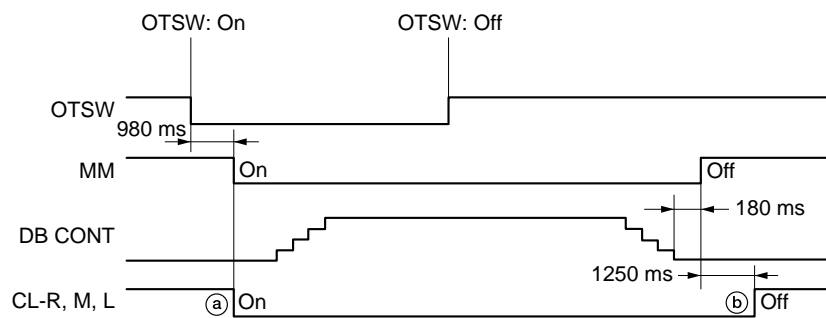 OTSW: On OTSW: Off
OTSW
980 ms
MM On Off
180 ms
DB CONT
1250 ms
CL-R, M, L a On b Off